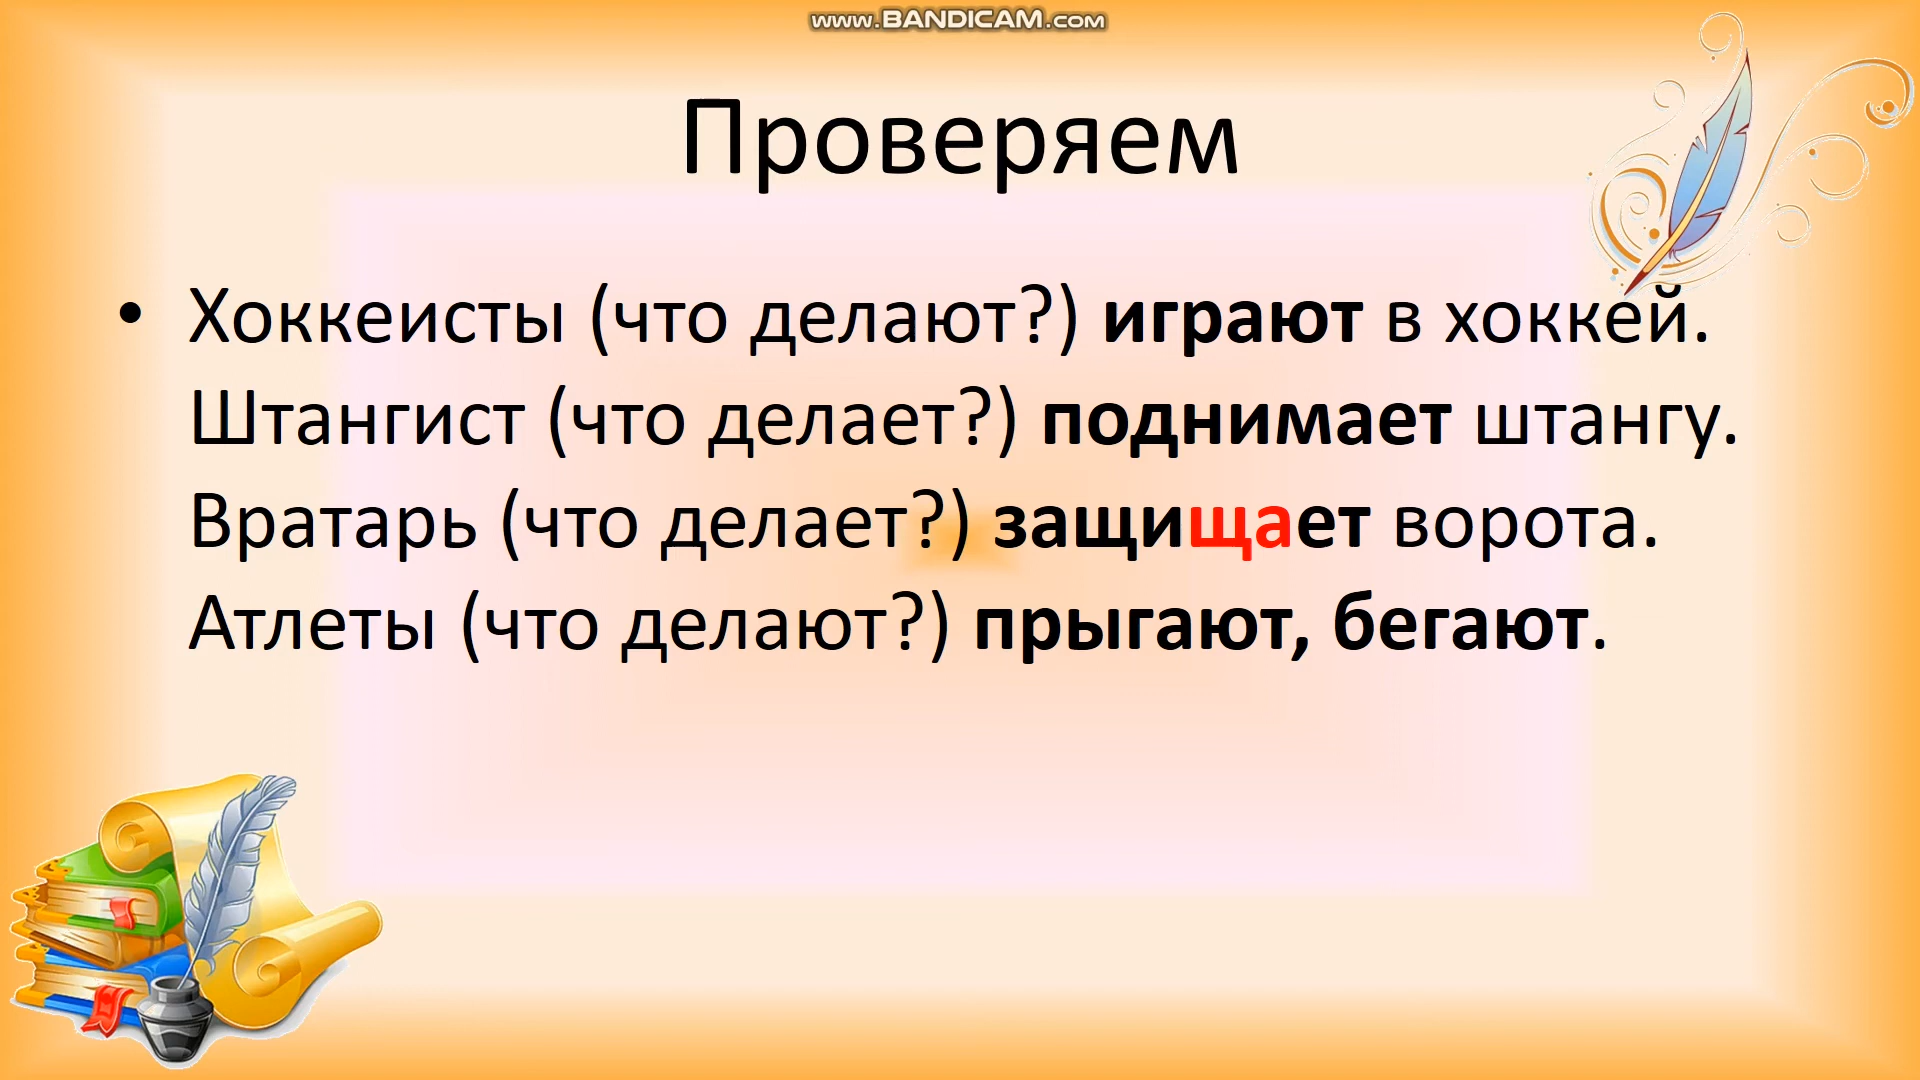 www.BANDICAM.com
Проверяем
• Хоккеисты (что делают?) играют в хоккей.
Штангист (что делает?) поднимает штангу.
Вратарь (что делает?) защищает ворота.
Атлеты (что делают?) прыгают, бегают.